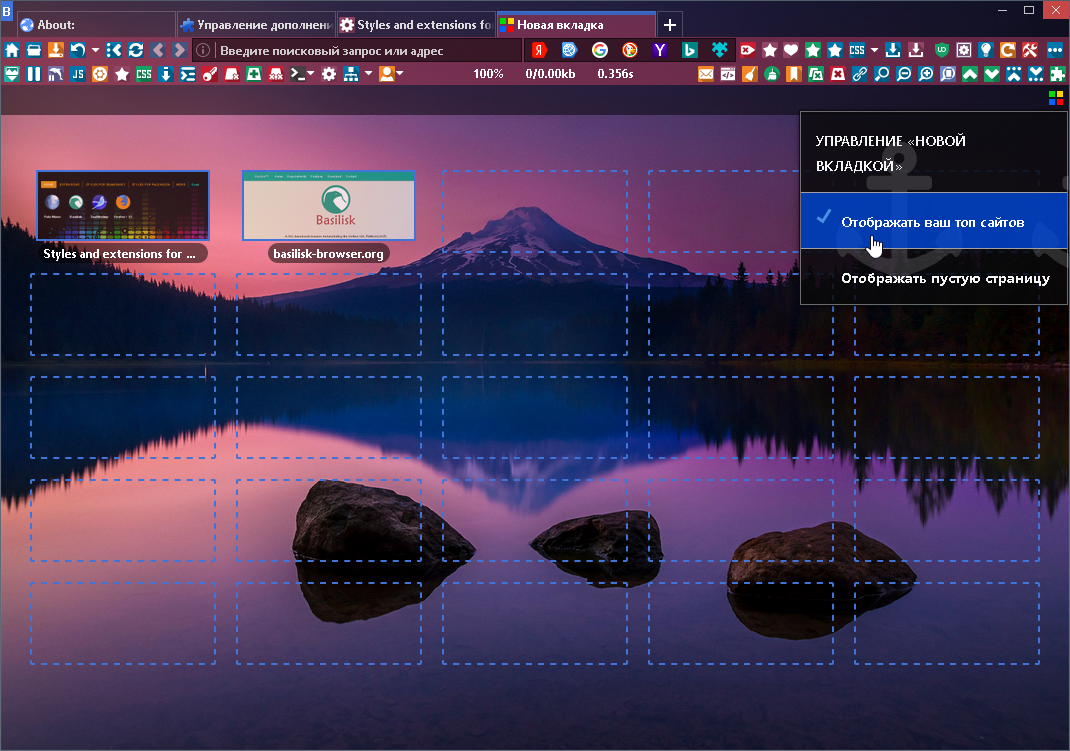 B
About:
Управление дополнен
Styles and extensions fo
Новая вкладка
Введите поисковый запрос или адрес
Я
G
Y
b
CSS
JS
CSS
100%
0/0.00kb
0.356s
УПРАВЛЕНИЕ «НОВОЙ
ВКЛАДКОЙ»
Отображать ваш топ сайтов
Отображать пустую страницу
Basilisk
Styles and extensions for ...
basilisk-browser.org